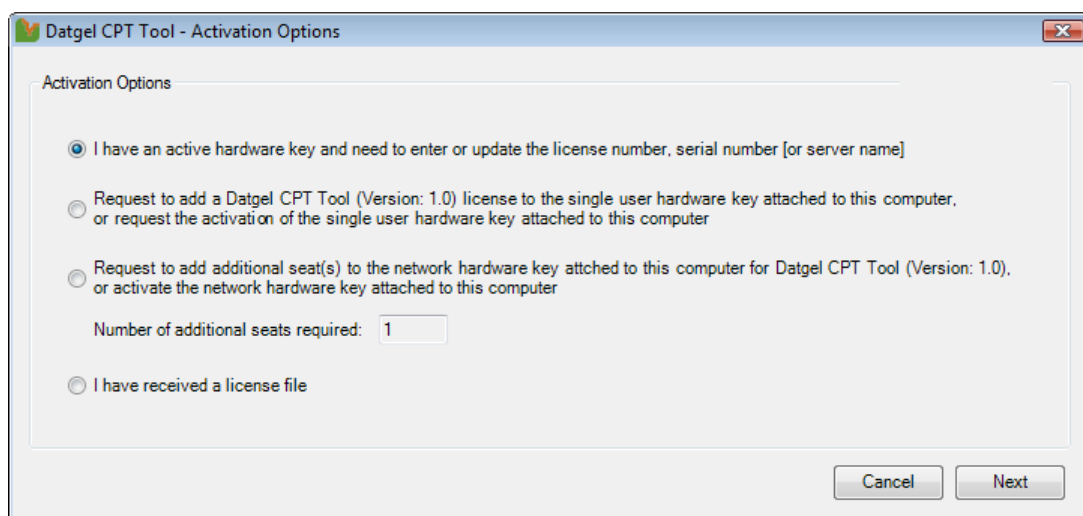 Datgel CPT Tool - Activation Options
Activation Options
I have an active hardware key and need to enter or update the license number, serial number [or server name]
Request to add a Datgel CPT Tool (Version: 1.0) license to the single user hardware key attached to this computer,
or request the activation of the single user hardware key attached to this computer
Request to add additional seat(s) to the network hardware key attched to this computer for Datgel CPT Tool (Version: 1.0),
or activate the network hardware key attached to this computer
Number of additional seats required: 1
I have received a license file
Cancel Next